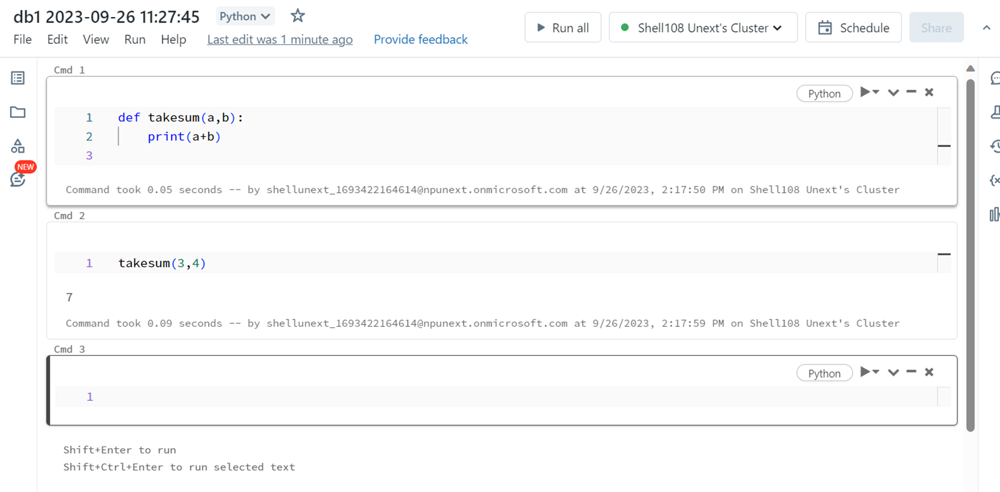 db1 2023-09-26 11:27:45 Python
File Edit View Run Help Last edit was 1 minute ago Provide feedback
Run all Shell108 Unext's Cluster Schedule Share
NEW
Cmd 1
Python
1 def takesum(a,b):
2 print(a+b)
3
Command took 0.05 seconds -- by shellunext_1693422164614@npunext.onmicrosoft.com at 9/26/2023, 2:17:50 PM on Shell108 Unext's Cluster
Cmd 2
1 takesum(3,4)
7
Command took 0.09 seconds -- by shellunext_1693422164614@npunext.onmicrosoft.com at 9/26/2023, 2:17:59 PM on Shell108 Unext's Cluster
Cmd 3
Python
1
Shift+Enter to run
Shift+Ctrl+Enter to run selected text